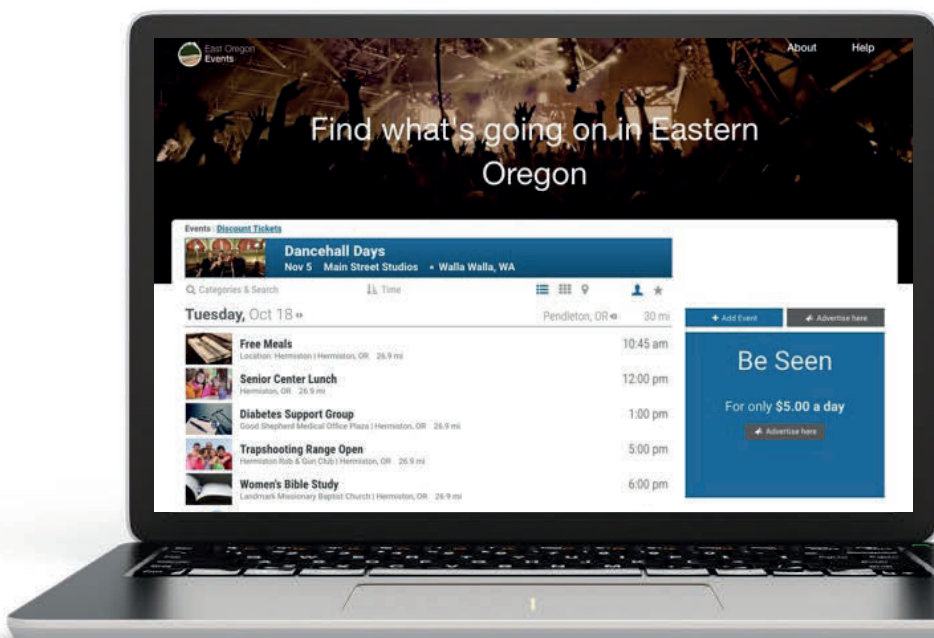 East Oregon
Events
About Help
Find what's going on in Eastern
Oregon
Events Discount Tickets
Dancehall Days
Nov 5 Main Street Studios • Walla Walla, WA
Categories & Search Time
Tuesday, Oct 18 Pendleton, OR 30 mi
Free Meals 10:45 am
Location: Hermiston | Hermiston, OR 26.9 mi
Senior Center Lunch 12:00 pm
Hermiston, OR 26.9 mi
Diabetes Support Group 1:00 pm
Good Shepherd Medical Office Plaza | Hermiston, OR 26.9 mi
Trapshooting Range Open 5:00 pm
Hermiston Rob & Gun Club | Hermiston, OR 26.9 mi
Women's Bible Study 6:00 pm
Landmark Missionary Baptist Church | Hermiston, OR 26.9 mi
+ Add Event Advertise here
Be Seen
For only $5.00 a day
Advertise here